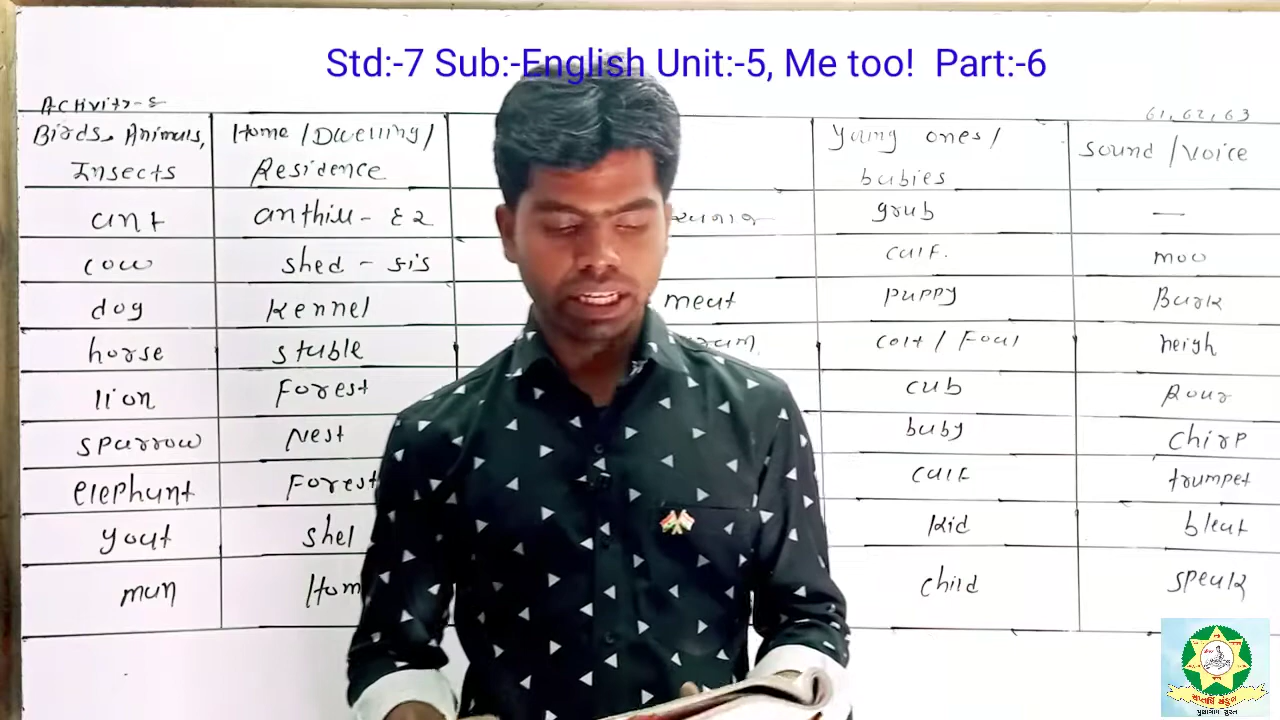 Std:-7 Sub:-English Unit:-5, Me too! Part:-6
Activity-5
61, 62, 63
Birds, Animals, Insects | Home/Dwelling/Residence | Young ones/babies | Sound/Voice
ant | anthill - દર | grub | —
cow | shed - | calf. | moo
dog | kennel | meat | puppy | Bark
horse | stable | colt / Foal | neigh
lion | Forest | cub | Roar
sparrow | Nest | baby | chirp
elephant | Forest | calf | trumpet
goat | shel | kid | bleat
man | Hom | child | speak